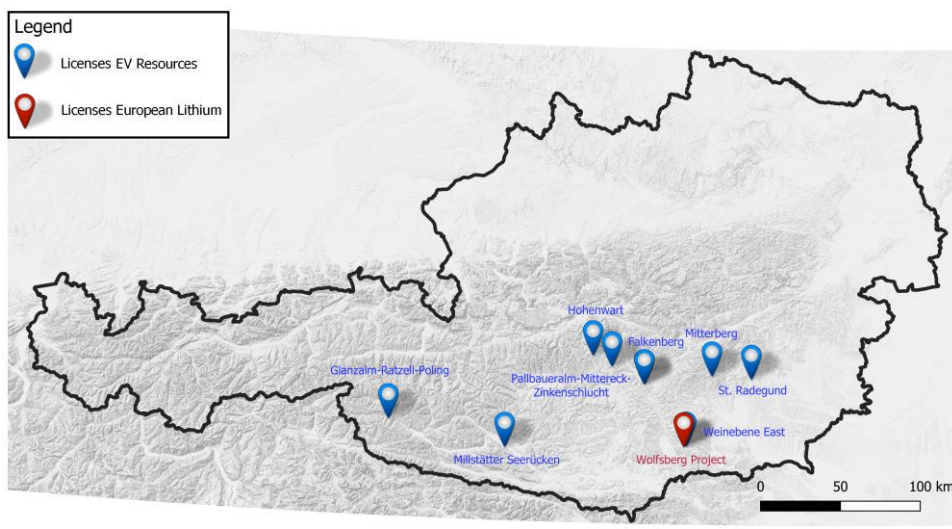 Legend
Licenses EV Resources
Licenses European Lithium
Hohenwart
Falkenberg
Mitterberg
Glanzalm-Ratzell-Poling
Pallbaueralm-Mittereck-
Zinkenschlucht
St. Radegund
Weinebene East
Millstätter Seerücken
Wolfsberg Project
0 50 100 km